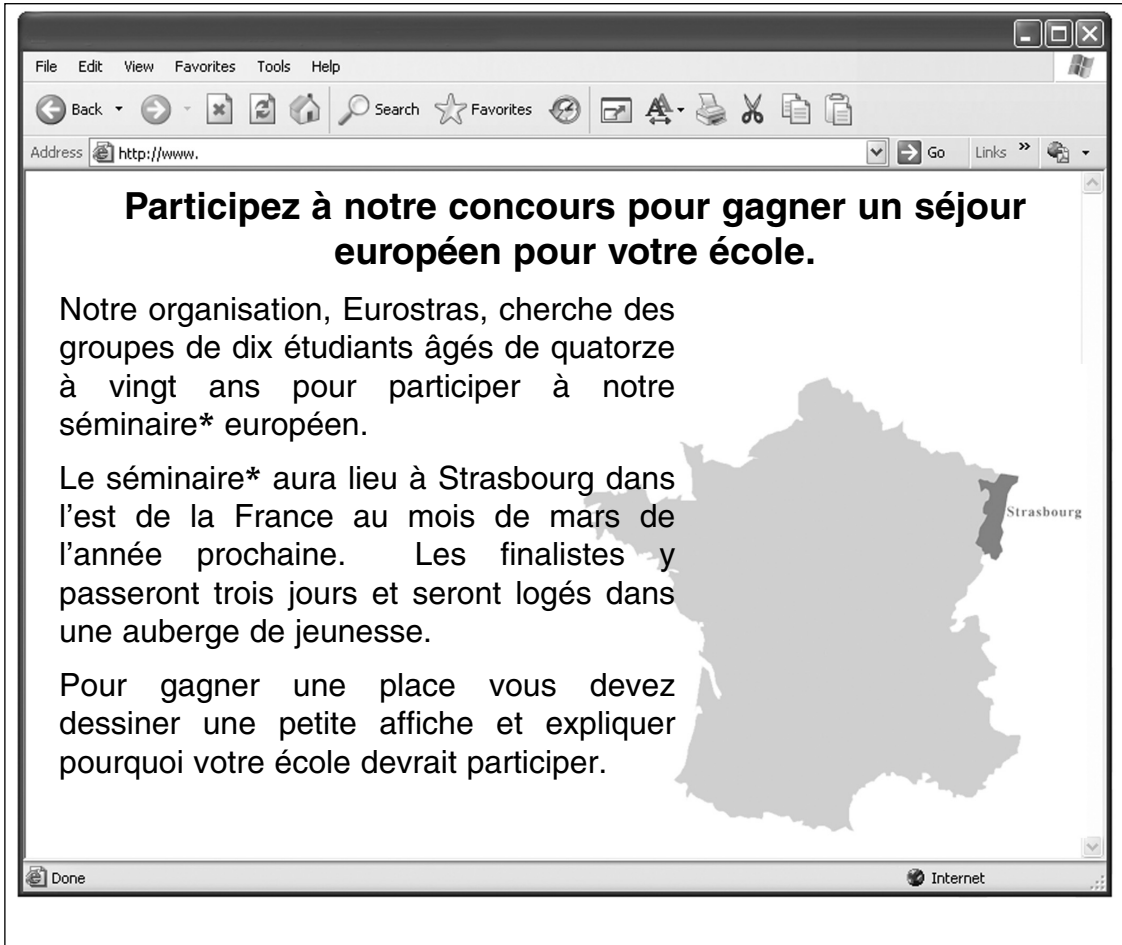 File Edit View Favorites Tools Help
Back Search Favorites
Address http://www. Go Links »
Participez à notre concours pour gagner un séjour
européen pour votre école.
Notre organisation, Eurostras, cherche des
groupes de dix étudiants âgés de quatorze
à vingt ans pour participer à notre
séminaire* européen.
Le séminaire* aura lieu à Strasbourg dans
l'est de la France au mois de mars de
l'année prochaine. Les finalistes y
passeront trois jours et seront logés dans
une auberge de jeunesse.
Pour gagner une place vous devez
dessiner une petite affiche et expliquer
pourquoi votre école devrait participer.
Strasbourg
Done Internet